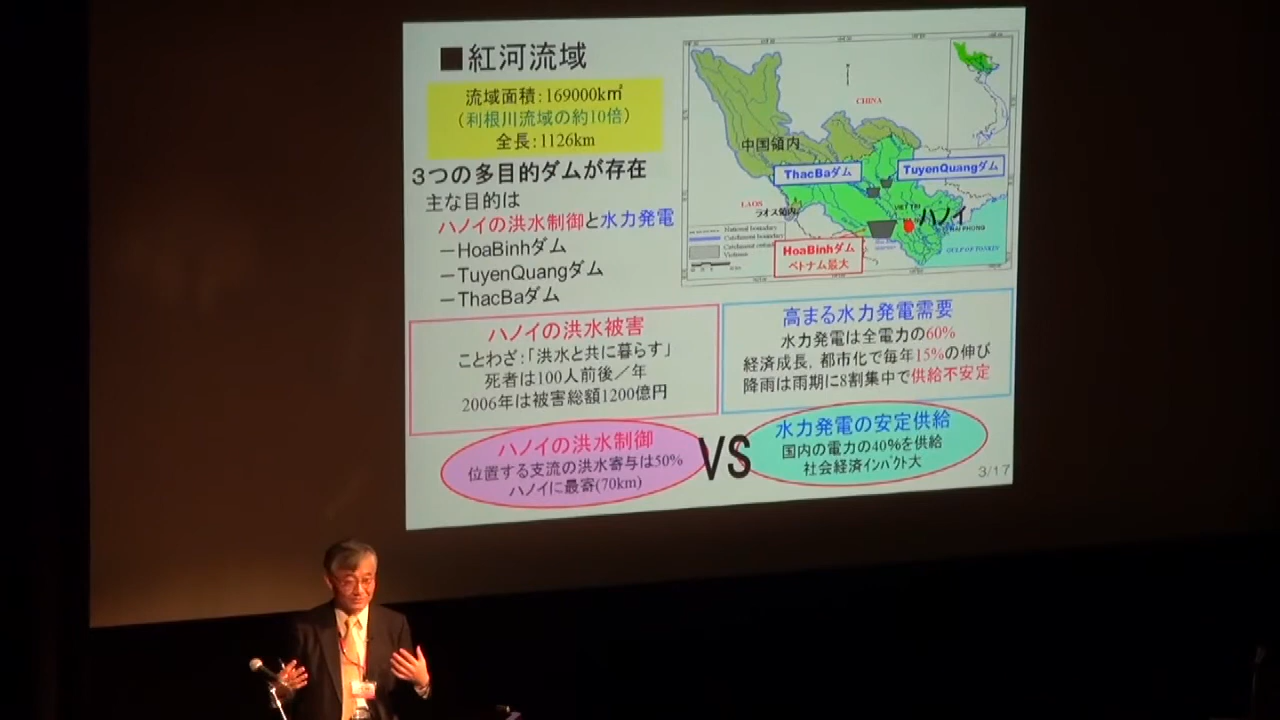 ■紅河流域
流域面積：169000k㎡
（利根川流域の約10倍）
全長：1126km
3つの多目的ダムが存在
主な目的は
ハノイの洪水制御と水力発電
－HoaBinhダム
－TuyenQuangダム
－ThacBaダム
CHINA
中国領内
ThacBaダム
TuyenQuangダム
LAOS
ラオス領内
VIET TRI
ハノイ
HAI PHONG
GULF OF TONKIN
National boundary
Catchment boundary
HoaBinhダム
ベトナム最大
ハノイの洪水被害
ことわざ：「洪水と共に暮らす」
死者は100人前後／年
2006年は被害総額1200億円
高まる水力発電需要
水力発電は全電力の60%
経済成長，都市化で毎年15%の伸び
降雨は雨期に8割集中で供給不安定
ハノイの洪水制御
位置する支流の洪水寄与は50%
ハノイに最寄(70km)
VS
水力発電の安定供給
国内の電力の40%を供給
社会経済インパクト大
3/17